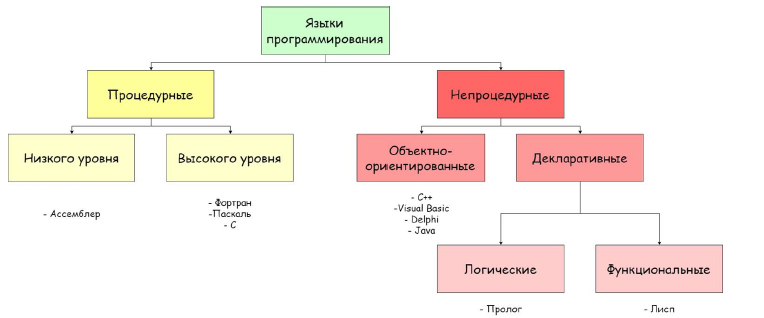 Языки
программирования
Процедурные
Непроцедурные
Низкого уровня
Высокого уровня
Объектно-
ориентированные
Декларативные
- Ассемблер
- Фортран
-Паскаль
- С
- С++
-Visual Basic
- Delphi
- Java
Логические
Функциональные
- Пролог
- Лисп